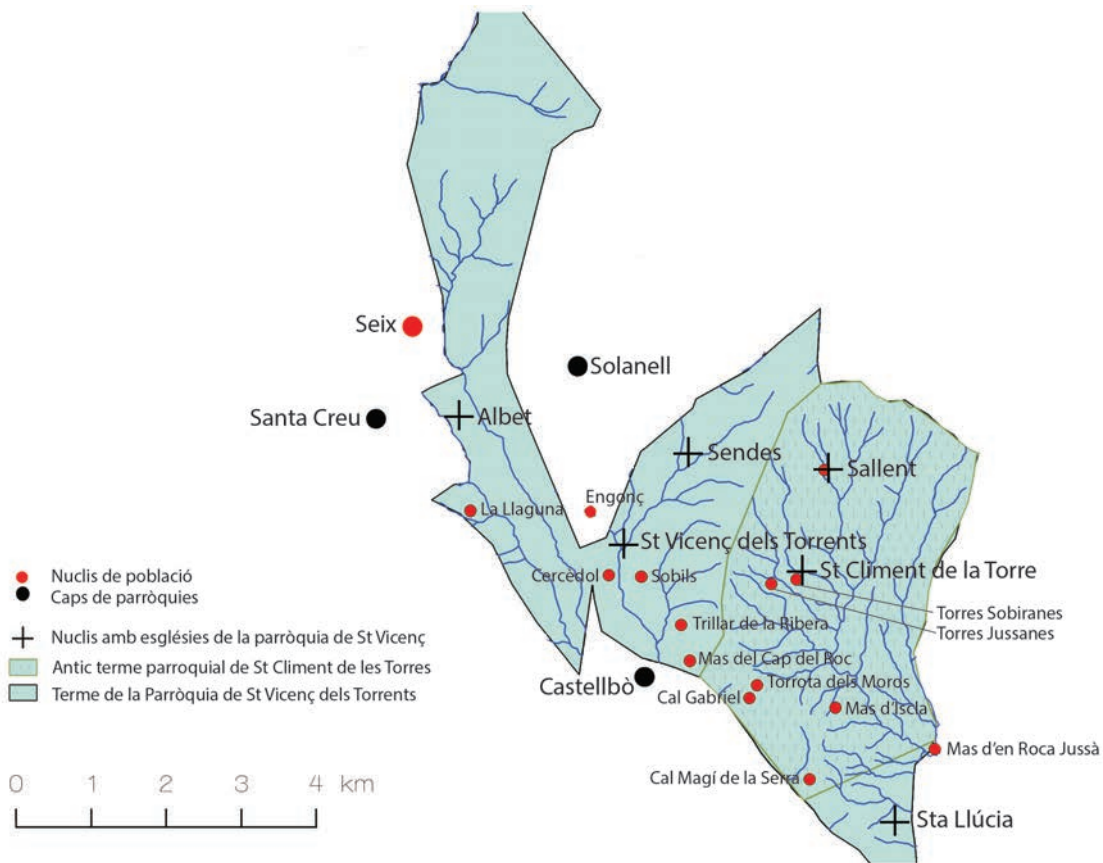 Seix
Solanell
Santa Creu
Albet
Sendes
Sallent
La Llaguna
Engonç
St Vicenç dels Torrents
Cercèdol
Sobils
St Climent de la Torre
Torres Sobiranes
Torres Jussanes
Trillar de la Ribera
Mas del Cap del Roc
Castellbò
Torrota dels Moros
Cal Gabriel
Mas d'Iscla
Mas d'en Roca Jussà
Cal Magí de la Serra
Sta Llúcia
Nuclis de població
Caps de parròquies
Nuclis amb esglésies de la parròquia de St Vicenç
Antic terme parroquial de St Climent de les Torres
Terme de la Parròquia de St Vicenç dels Torrents
0 1 2 3 4 km